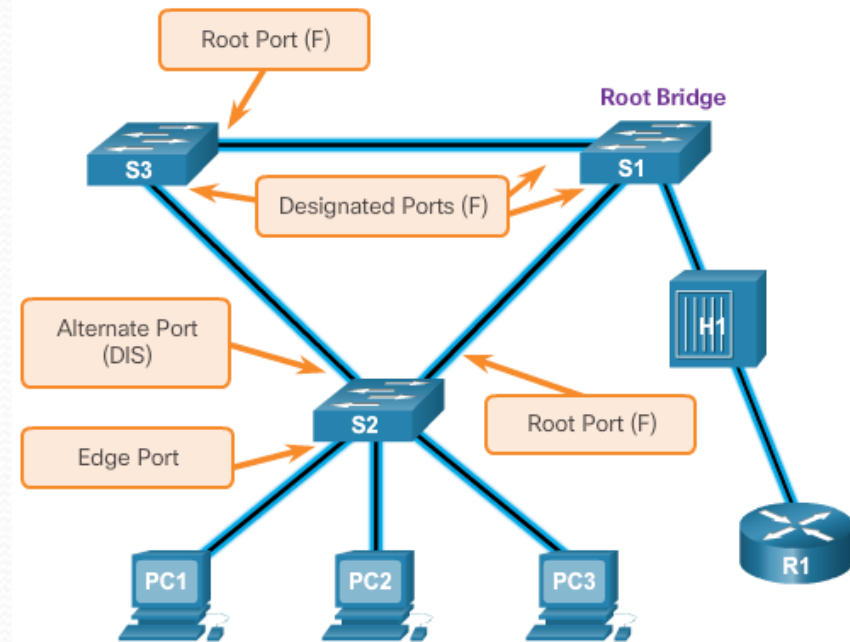 Root Port (F)
Root Bridge
S3
S1
Designated Ports (F)
H1
Alternate Port
(DIS)
S2
Root Port (F)
Edge Port
R1
PC1
PC2
PC3